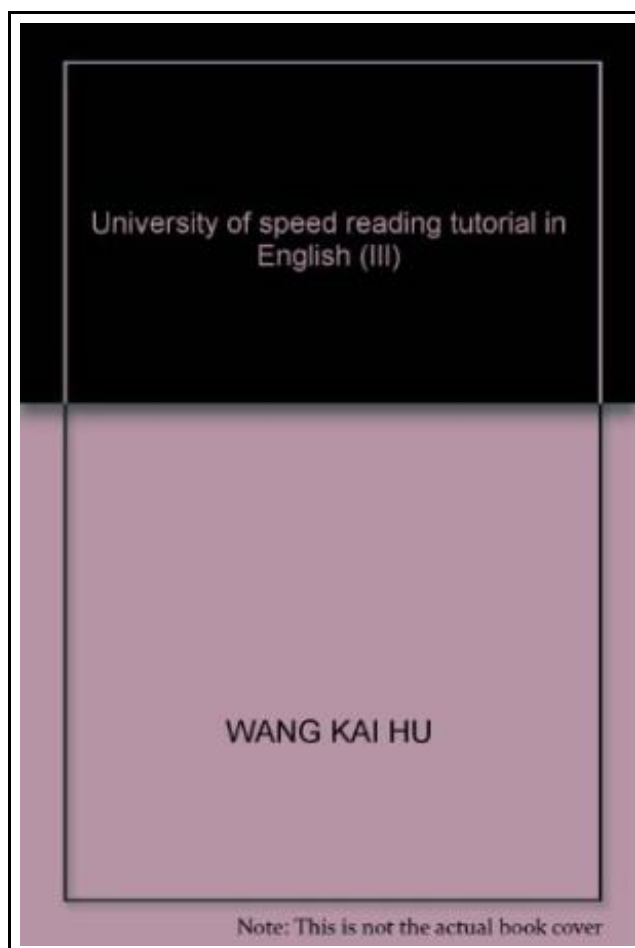 University of speed reading tutorial in
English (III)
WANG KAI HU
Note: This is not the actual book cover